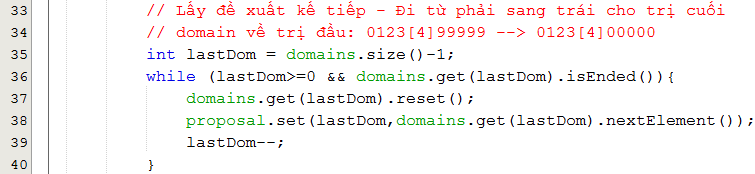 33 // Lấy đề xuất kế tiếp - Đi từ phải sang trái cho trị cuối
34 // domain về trị đầu: 0123[4]99999 --> 0123[4]00000
35 int lastDom = domains.size()-1;
36 while (lastDom>=0 && domains.get(lastDom).isEnded()){
37 domains.get(lastDom).reset();
38 proposal.set(lastDom,domains.get(lastDom).nextElement());
39 lastDom--;
40 }